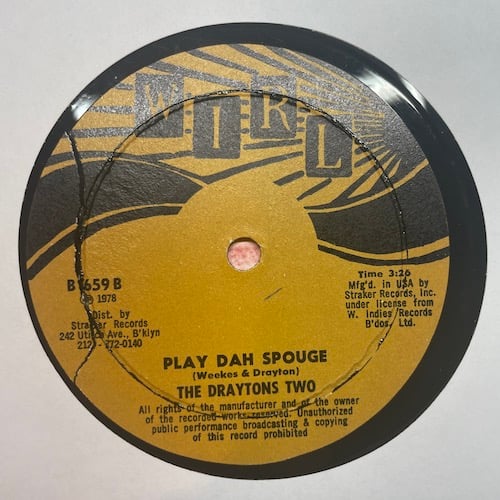 WIRL
B1659 B
℗ 1978
Dist. by
Straker Records
242 Utica Ave., B'klyn
212-772-0140
Time 3:26
Mfg'd. in USA by
Straker Records, Inc.
under license from
W. Indies Records
B'dos. Ltd.
PLAY DAH SPOUGE
(Weekes & Drayton)
THE DRAYTONS TWO
All rights of the manufacturer and of the owner
of the recorded works reserved. Unauthorized
public performance broadcasting & copying
of this record prohibited